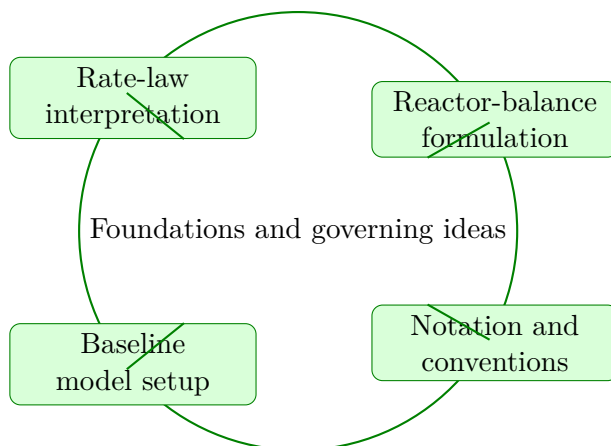 Rate-law
interpretation
Reactor-balance
formulation
Foundations and governing ideas
Baseline
model setup
Notation and
conventions